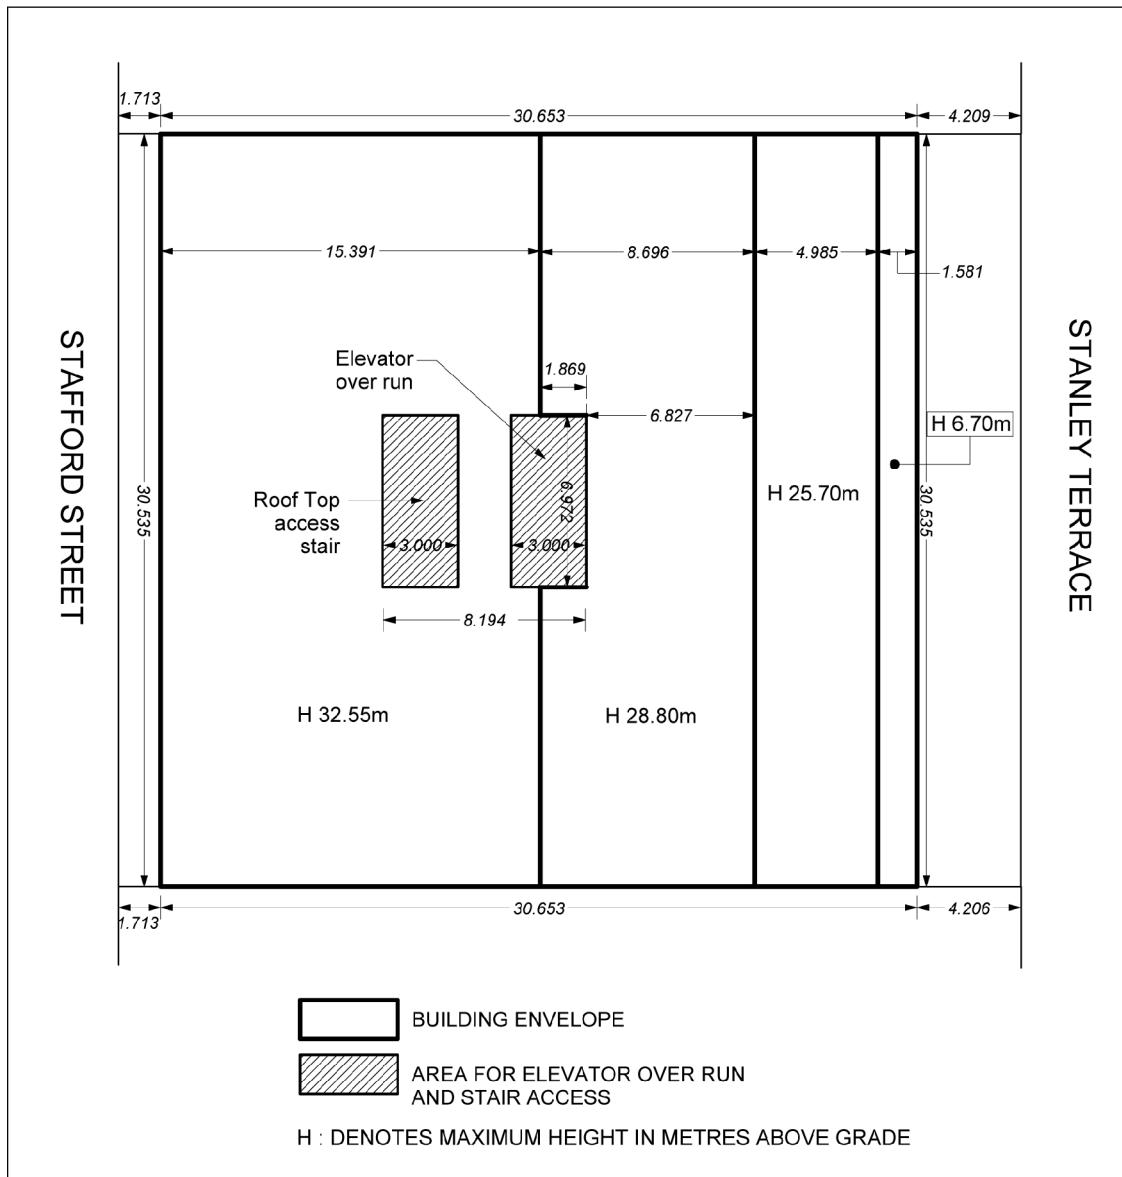 1.713
30.653
4.209
15.391
8.696
4.985
1.581
STAFFORD STREET
STANLEY TERRACE
Elevator
over run
1.869
6.827
H 6.70m
30.535
Roof Top
access
stair
3.000
3.000
6.972
H 25.70m
30.535
8.194
H 32.55m
H 28.80m
1.713
30.653
4.206
BUILDING ENVELOPE
AREA FOR ELEVATOR OVER RUN
AND STAIR ACCESS
H : DENOTES MAXIMUM HEIGHT IN METRES ABOVE GRADE